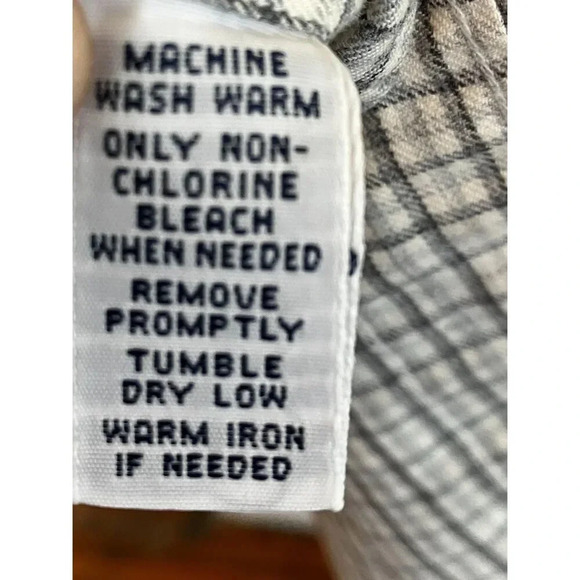 MACHINE
WASH WARM
ONLY NON-
CHLORINE
BLEACH
WHEN NEEDED
REMOVE
PROMPTLY
TUMBLE
DRY LOW
WARM IRON
IF NEEDED